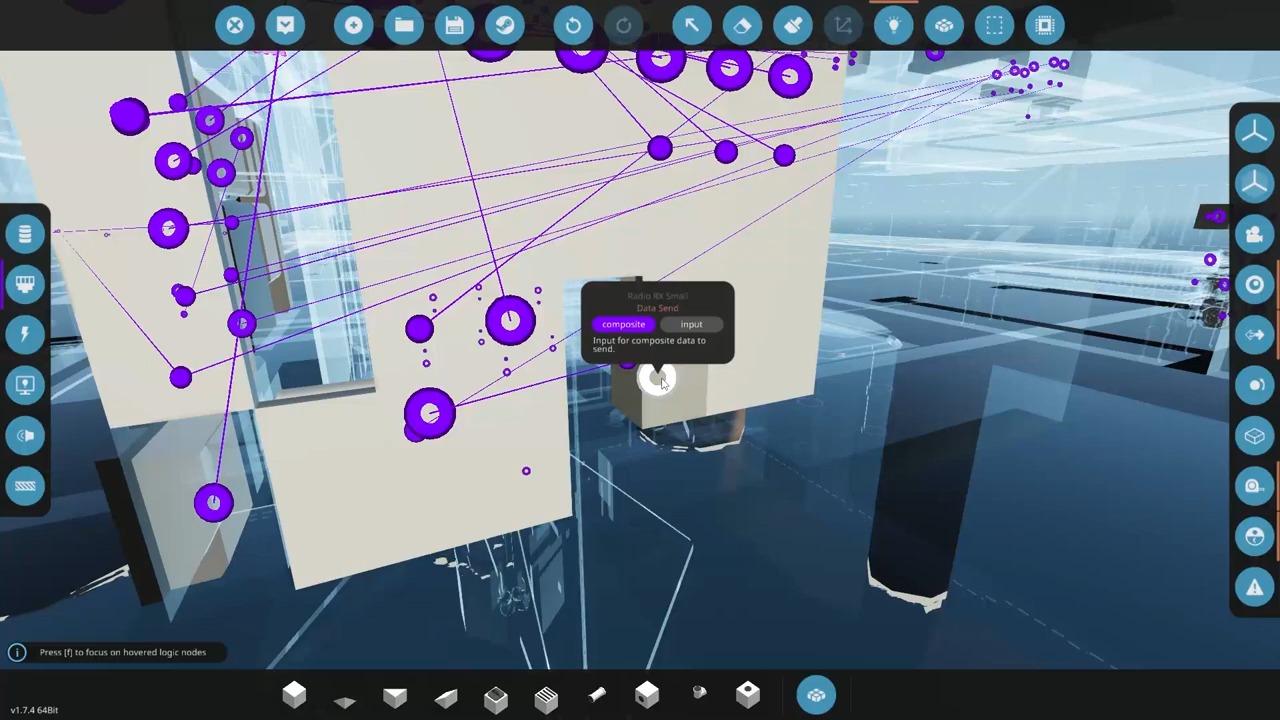 Radio RX Small
Data Send
composite input
Input for composite data to
send.
Press [f] to focus on hovered logic nodes
v1.7.4 64Bit